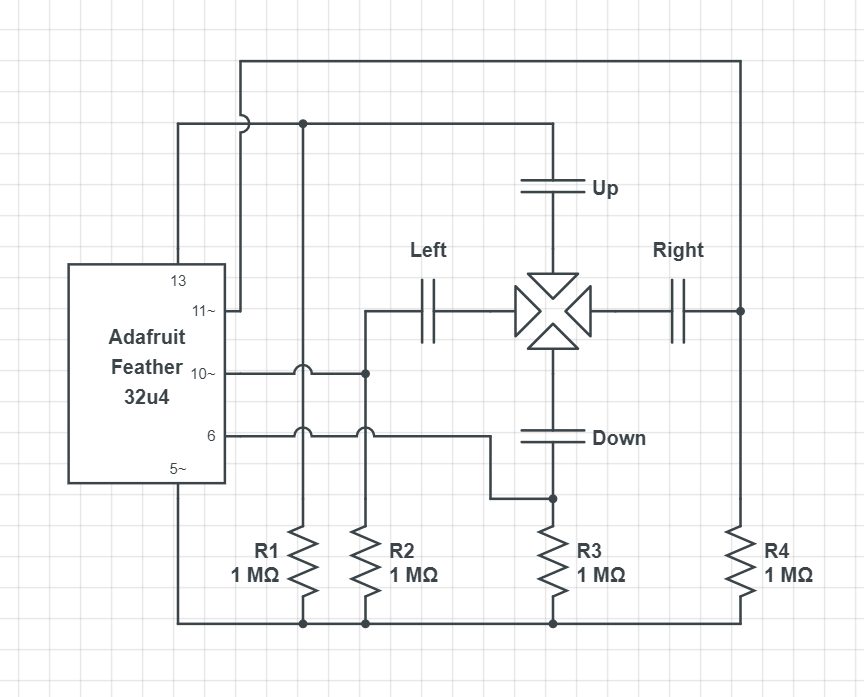 Up
Left
Right
13
11~
Adafruit
Feather
10~
32u4
6
Down
5~
R1
1 MΩ
R2
1 MΩ
R3
1 MΩ
R4
1 MΩ